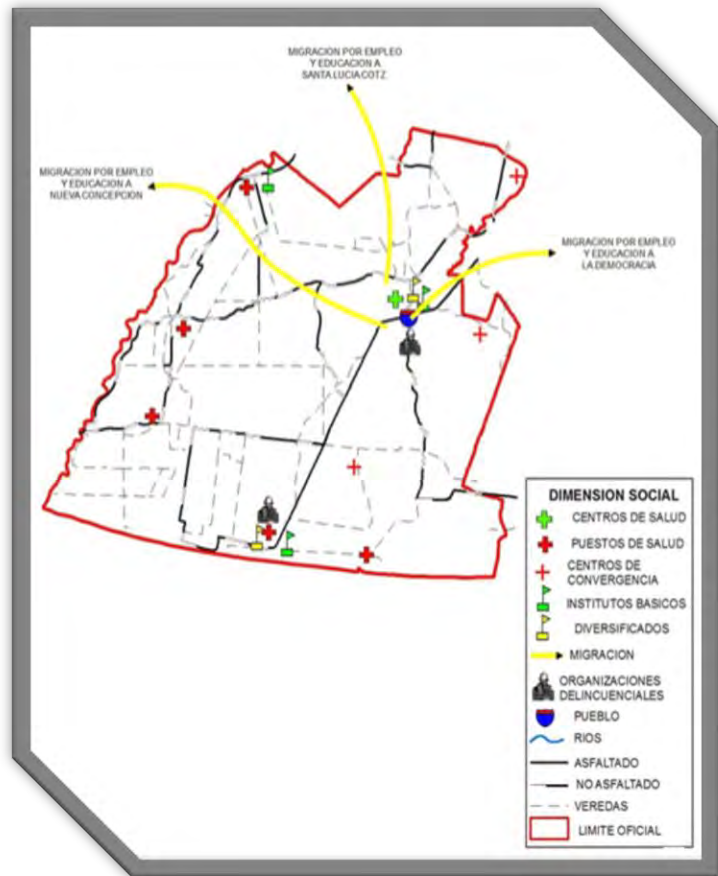 MIGRACION POR EMPLEO
Y EDUCACION A
SANTA LUCIA COTZ.
MIGRACION POR EMPLEO
Y EDUCACION A
NUEVA CONCEPCION
MIGRACION POR EMPLEO
Y EDUCACION A
LA DEMOCRACIA
DIMENSION SOCIAL
CENTROS DE SALUD
PUESTOS DE SALUD
CENTROS DE
CONVERGENCIA
INSTITUTOS BASICOS
DIVERSIFICADOS
MIGRACION
ORGANIZACIONES
DELINCUENCIALES
PUEBLO
RIOS
ASFALTADO
NO ASFALTADO
VEREDAS
LIMITE OFICIAL